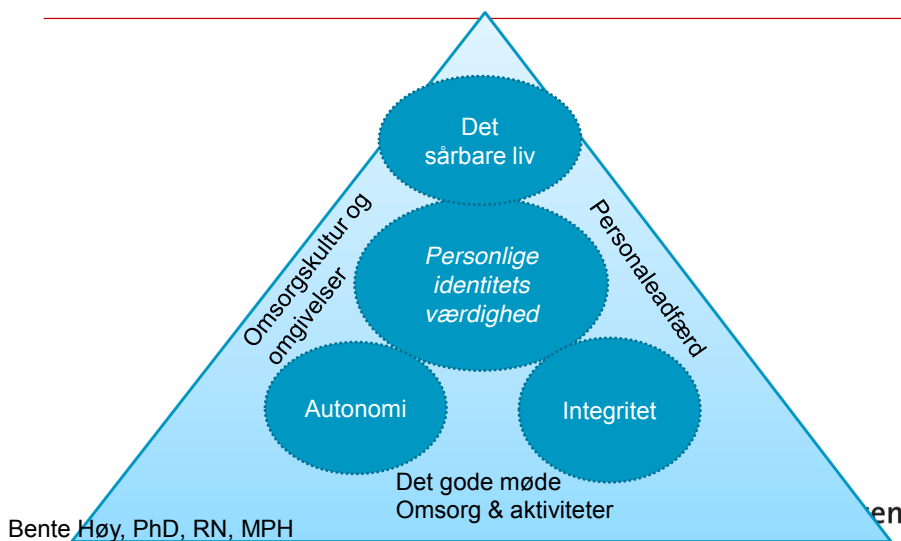 Det
sårbare liv
Omsorgskultur og
omgivelser
Personaleadfærd
Personlige
identitets
værdighed
Autonomi
Integritet
Det gode møde
Omsorg & aktiviteter
Bente Høy, PhD, RN, MPH